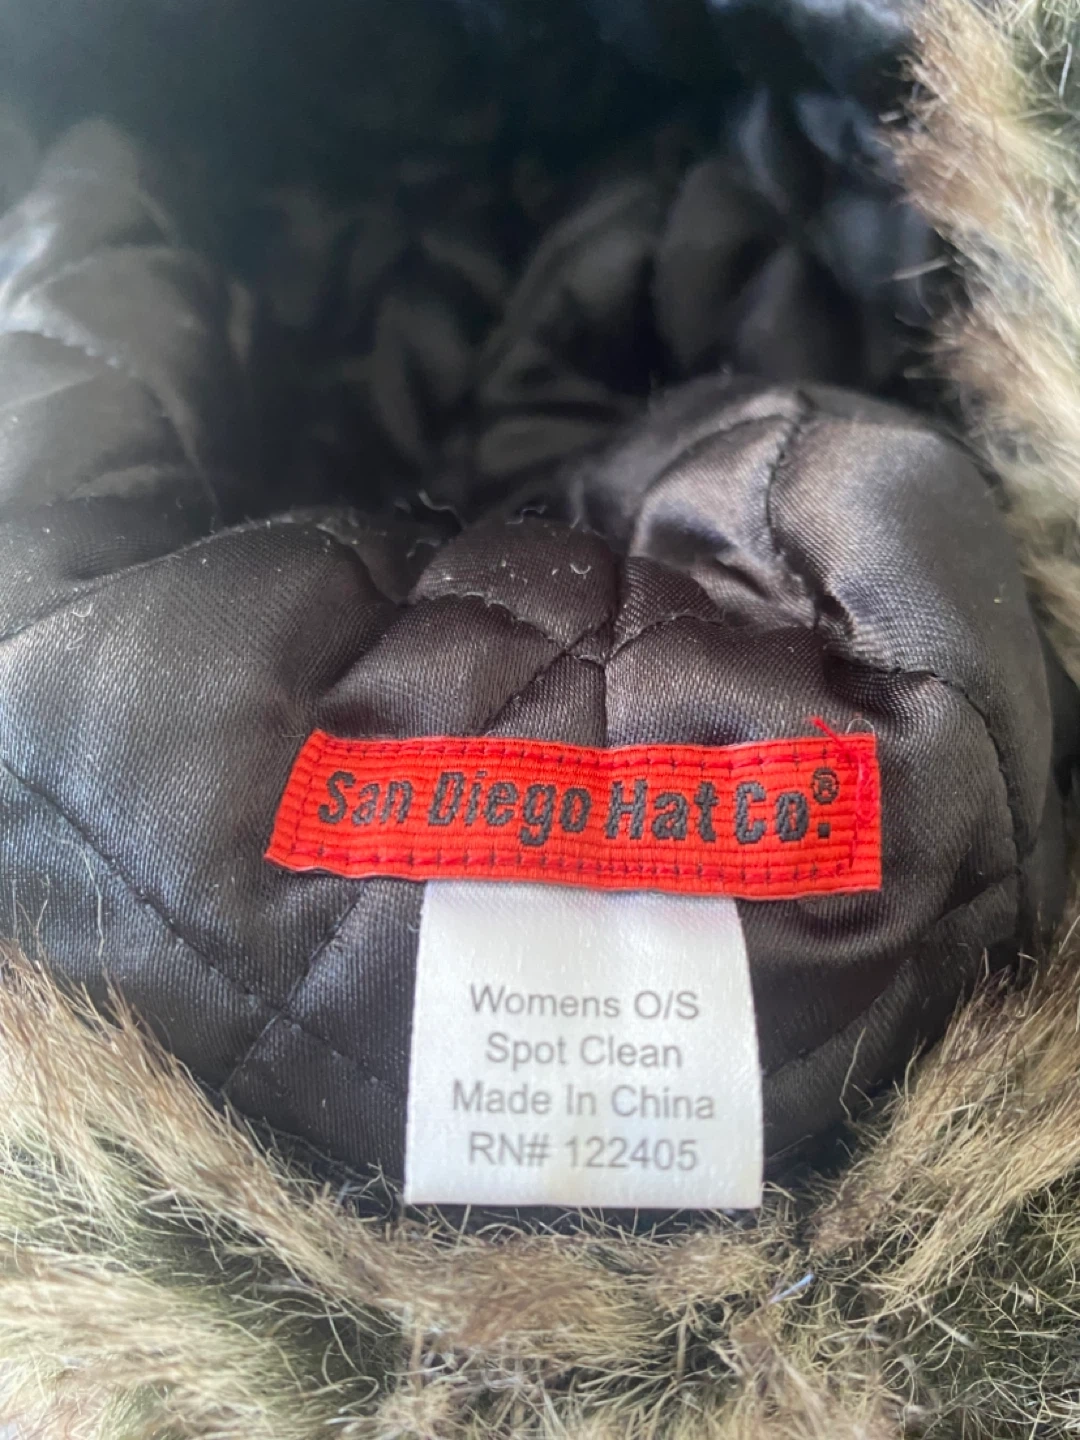 San Diego Hat Co.®
Womens O/S
Spot Clean
Made In China
RN# 122405